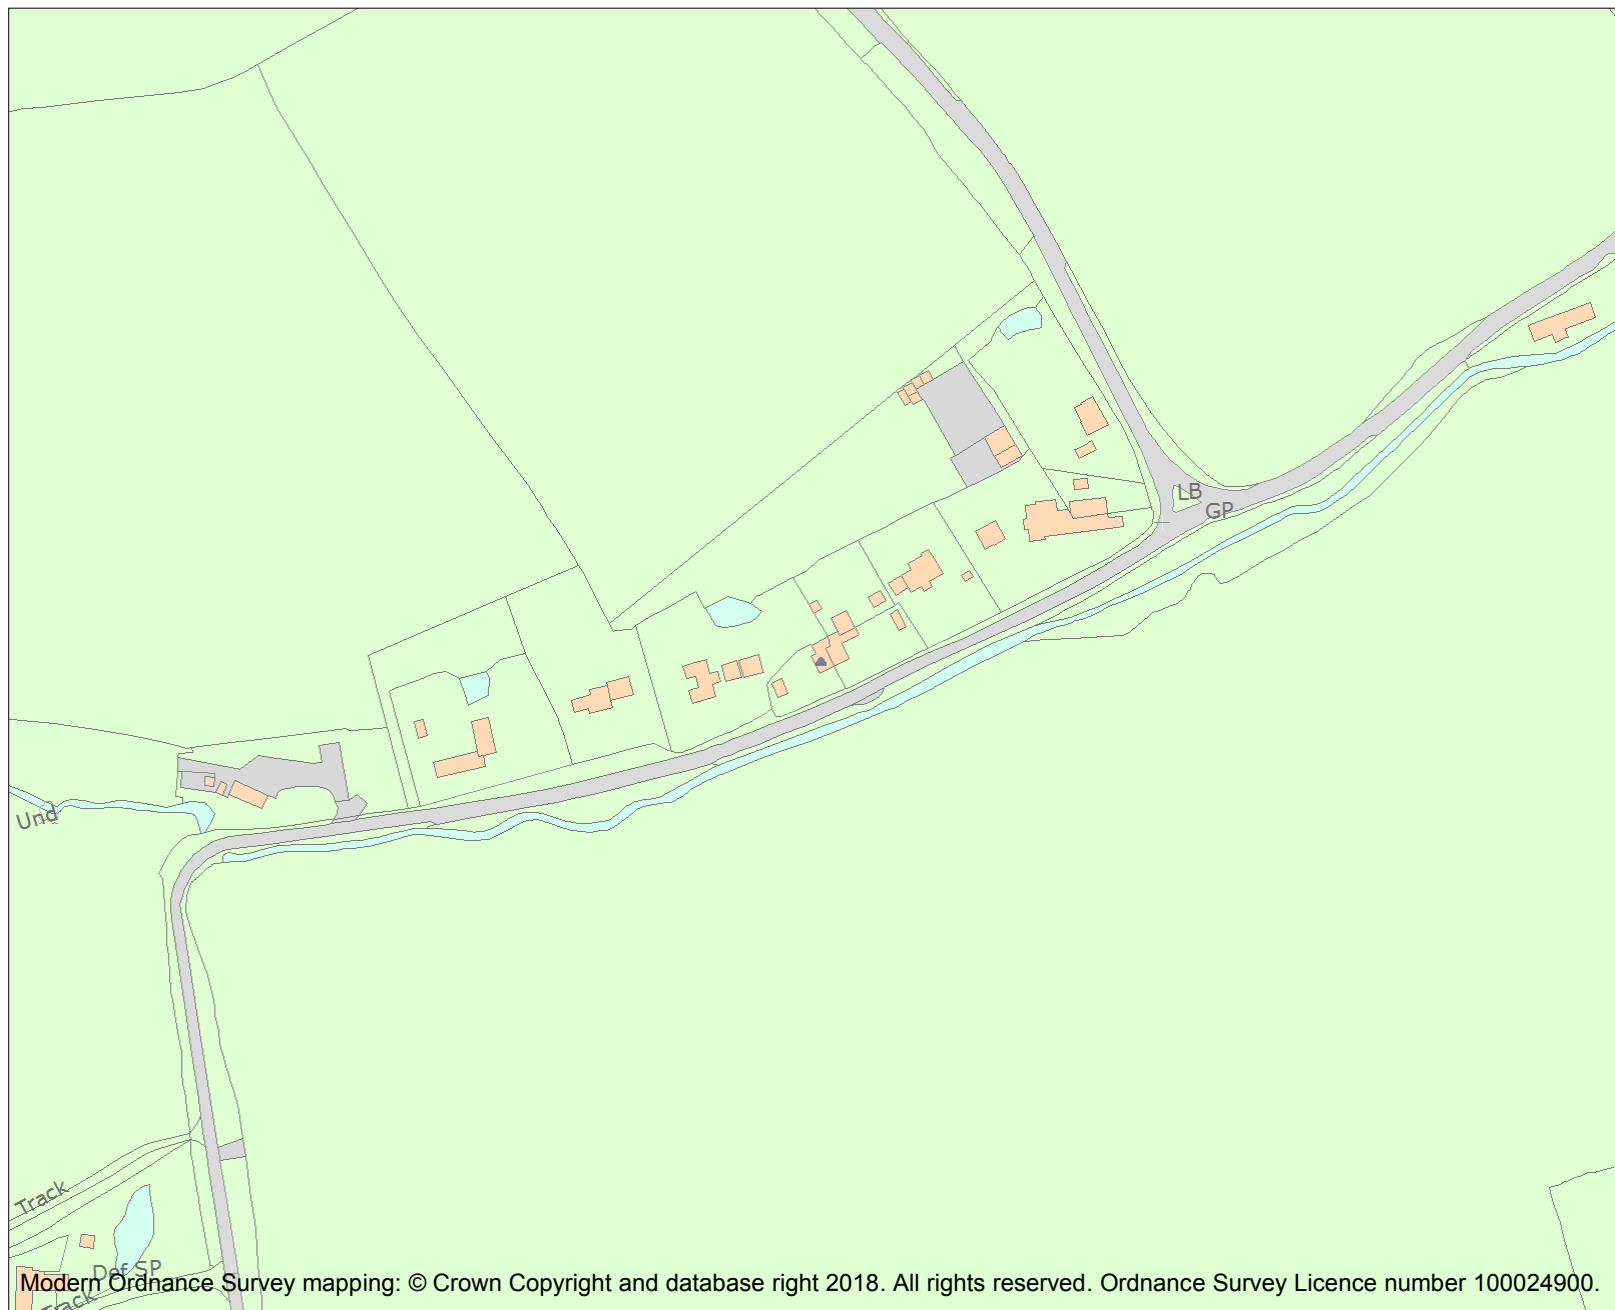 LB
GP
Und
Track
Def SP
Track
Modern Ordnance Survey mapping: © Crown Copyright and database right 2018. All rights reserved. Ordnance Survey Licence number 100024900.